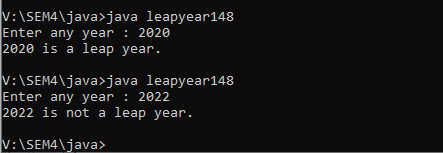 V:\SEM4\java>java leapyear148
Enter any year : 2020
2020 is a leap year.
V:\SEM4\java>java leapyear148
Enter any year : 2022
2022 is not a leap year.
V:\SEM4\java>